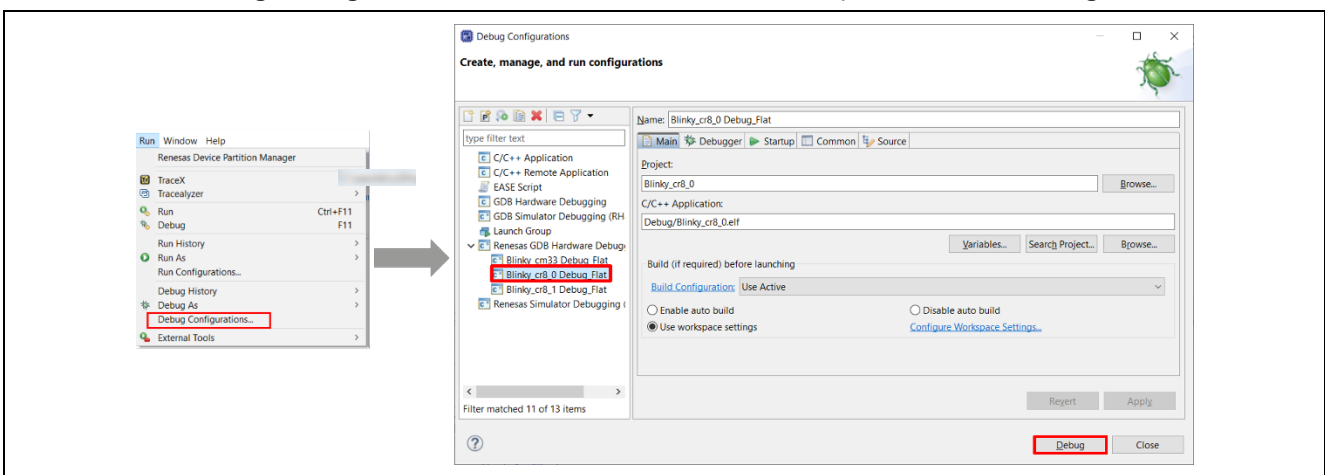 Debug Configurations
Create, manage, and run configurations
Run Window Help
Renesas Device Partition Manager
TraceX
Tracealyzer >
Run Ctrl+F11
Debug F11
Run History >
Run As >
Run Configurations...
Debug History >
Debug As >
Debug Configurations...
External Tools >
type filter text
C/C++ Application
C/C++ Remote Application
EASE Script
GDB Hardware Debugging
GDB Simulator Debugging (RH
Launch Group
Renesas GDB Hardware Debug
Blinky_cm33 Debug_Flat
Blinky_cr8_0 Debug_Flat
Blinky_cr8_1 Debug_Flat
Renesas Simulator Debugging (
Filter matched 11 of 13 items
Name: Blinky_cr8_0 Debug_Flat
Main Debugger Startup Common Source
Project:
Blinky_cr8_0 Browse...
C/C++ Application:
Debug/Blinky_cr8_0.elf
Variables... Search Project... Browse...
Build (if required) before launching
Build Configuration: Use Active
Enable auto build Disable auto build
Use workspace settings Configure Workspace Settings...
Revert Apply
Debug Close